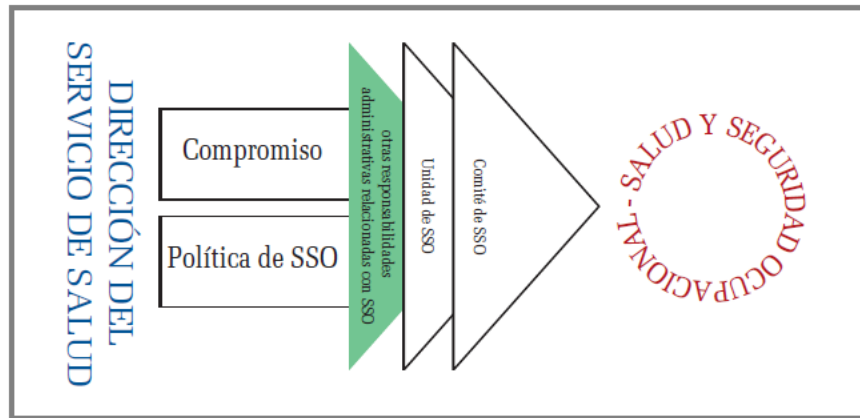 DIRECCIÓN DEL
SERVICIO DE SALUD
Compromiso
Política de SSO
otras responsabilidades
administrativas relacionadas con SSO
Unidad de SSO
Comité de SSO
SALUD Y SEGURIDAD OCUPACIONAL -